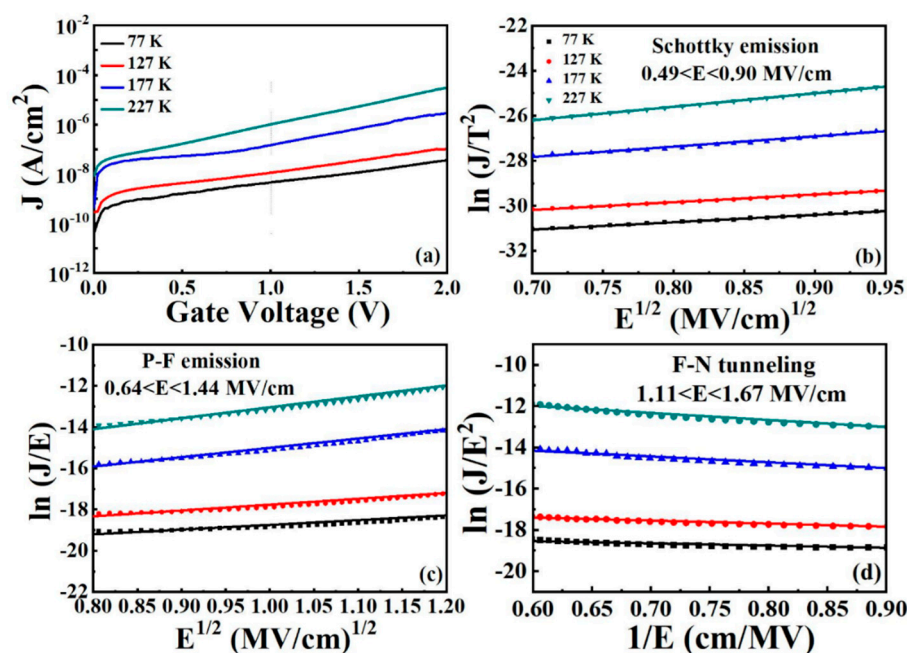 10^-2
10^-4
10^-6
10^-8
10^-10
10^-12
J (A/cm^2)
77 K
127 K
177 K
227 K
(a)
0.0 0.5 1.0 1.5 2.0
Gate Voltage (V)
-22
-24
-26
-28
-30
-32
ln (J/T^2)
77 K
127 K
177 K
227 K
Schottky emission
0.49<E<0.90 MV/cm
(b)
0.70 0.75 0.80 0.85 0.90 0.95
E^1/2 (MV/cm)^1/2
-10
-12
-14
-16
-18
-20
-22
ln (J/E)
P-F emission
0.64<E<1.44 MV/cm
(c)
0.80 0.85 0.90 0.95 1.00 1.05 1.10 1.15 1.20
E^1/2 (MV/cm)^1/2
-10
-12
-14
-16
-18
-20
ln (J/E^2)
F-N tunneling
1.11<E<1.67 MV/cm
(d)
0.60 0.65 0.70 0.75 0.80 0.85 0.90
1/E (cm/MV)